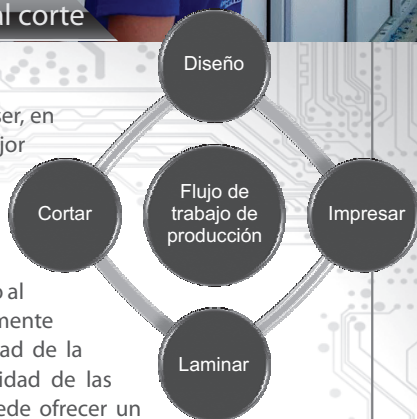 al corte
Diseño
ser, en
jor
Cortar
Flujo de
trabajo de
producción
Impresar
o al
mente
Laminar
ad de la
idad de las
ede ofrecer un